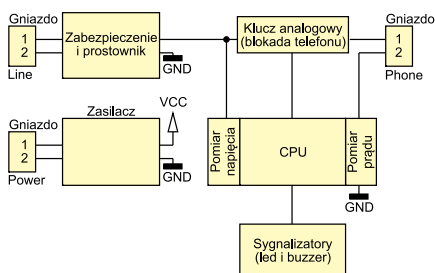 Gniazdo
1
2
Line
Zabezpieczenie
i prostownik
GND
Klucz analogowy
(blokada telefonu)
Gniazdo
1
2
Phone
Gniazdo
1
2
Power
Zasilacz
VCC
GND
Pomiar
napięcia
CPU
Pomiar
prądu
GND
Sygnalizatory
(led i buzzer)